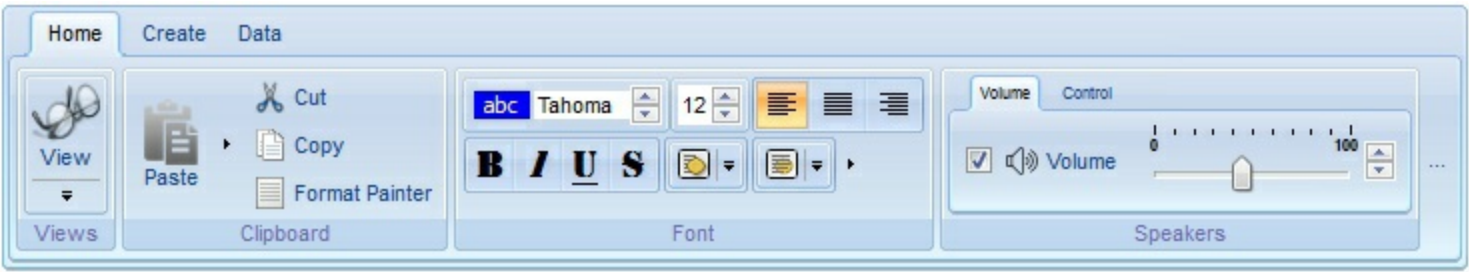 Home Create Data
View
Views
Paste
Cut
Copy
Format Painter
Clipboard
abc Tahoma 12
B I U S
Font
Volume Control
Volume
0 100
Speakers
...